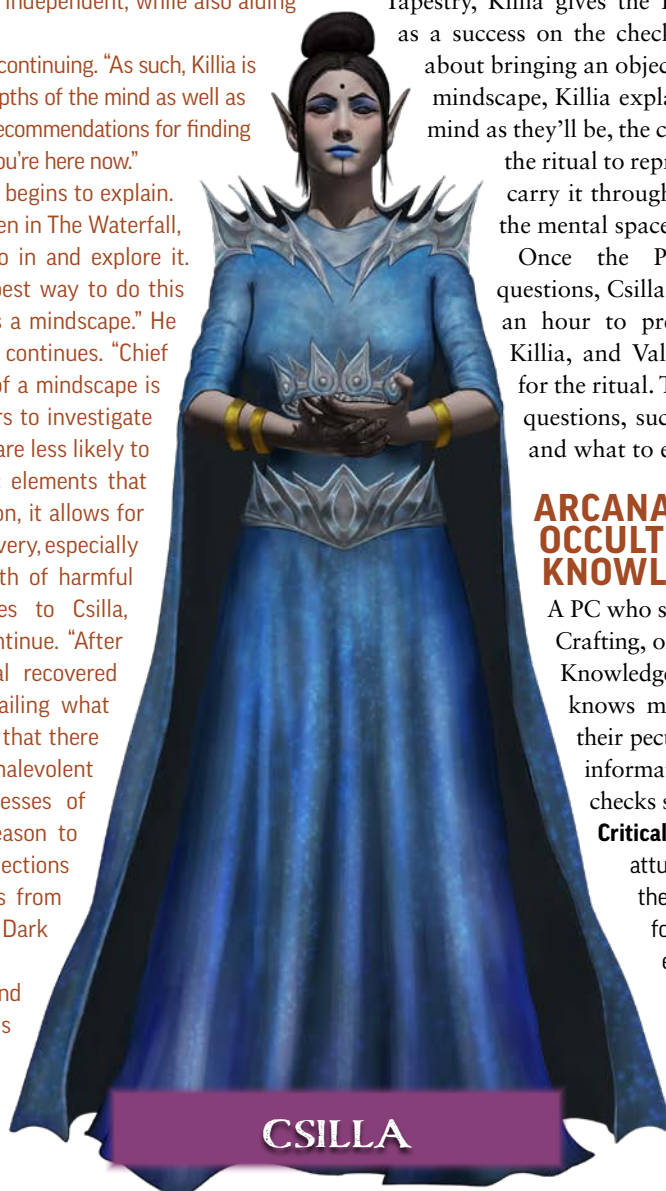 independent, while also aiding
continuing. “As such, Killia is
pths of the mind as well as
ecommendations for finding
ou’re here now.”
begins to explain.
en in The Waterfall,
o in and explore it.
best way to do this
s a mindscape.” He
continues. “Chief
of a mindscape is
rs to investigate
are less likely to
elements that
on, it allows for
very, especially
th of harmful
es to Csilla,
ntinue. “After
al recovered
ailing what
that there
nalevolent
esses of
eason to
ections
s from
Dark
nd
s
Tapestry, Killia gives the
as a success on the check
about bringing an object
mindscape, Killia expla
mind as they’ll be, the c
the ritual to repr
carry it through
the mental space
Once the P
questions, Csilla
an hour to pre
Killia, and Val
for the ritual. T
questions, suc
and what to e
ARCANA
OCCULT
KNOWL
A PC who s
Crafting, o
Knowledge
knows m
their pecu
informa
checks s
Critical
attu
the
fo
e
CSILLA